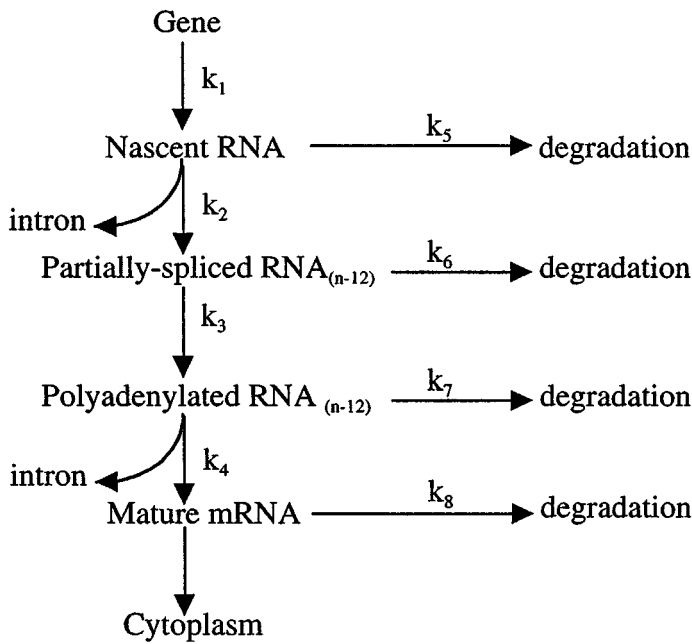 Gene
k₁
Nascent RNA
k₅
degradation
intron
k₂
Partially-spliced RNA₍n-12₎
k₆
degradation
k₃
Polyadenylated RNA ₍n-12₎
k₇
degradation
intron
k₄
Mature mRNA
k₈
degradation
Cytoplasm